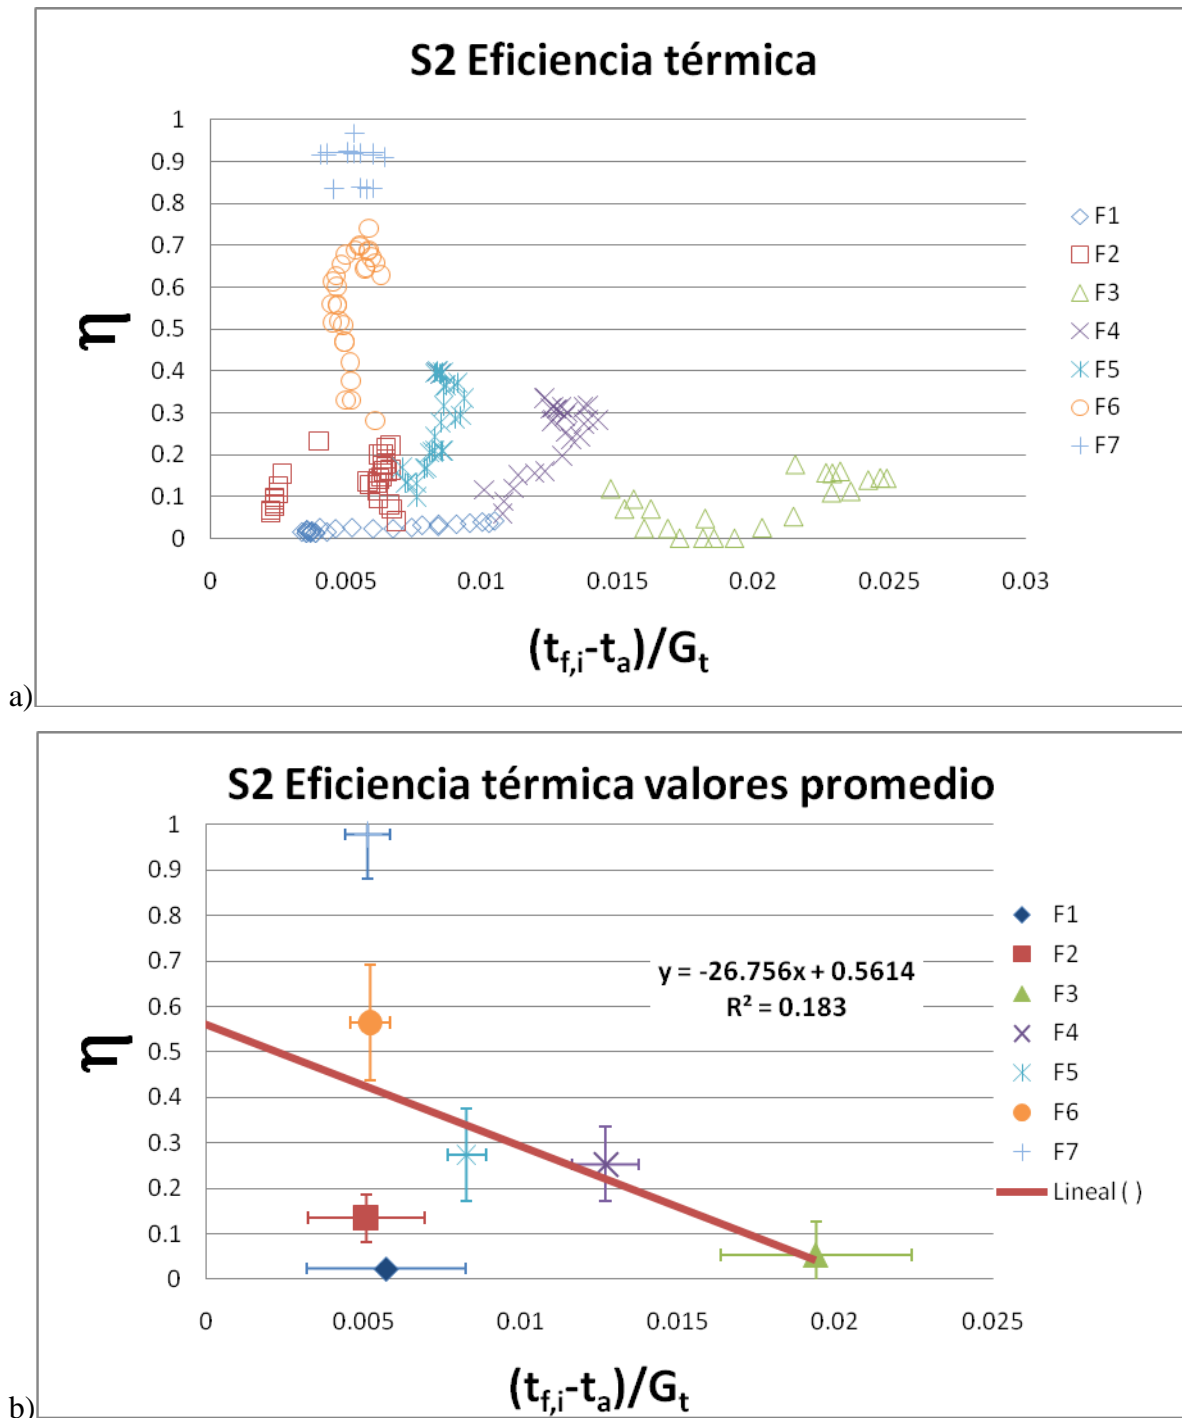 S2 Eficiencia térmica
1
0.9
0.8
0.7
0.6
0.5
0.4
0.3
0.2
0.1
0
η
0 0.005 0.01 0.015 0.02 0.025 0.03
(tf,i-ta)/Gt
F1
F2
F3
F4
F5
F6
F7
a)
S2 Eficiencia térmica valores promedio
1
0.9
0.8
0.7
0.6
0.5
0.4
0.3
0.2
0.1
0
η
y = -26.756x + 0.5614
R² = 0.183
0 0.005 0.01 0.015 0.02 0.025
(tf,i-ta)/Gt
F1
F2
F3
F4
F5
F6
F7
Lineal ( )
b)